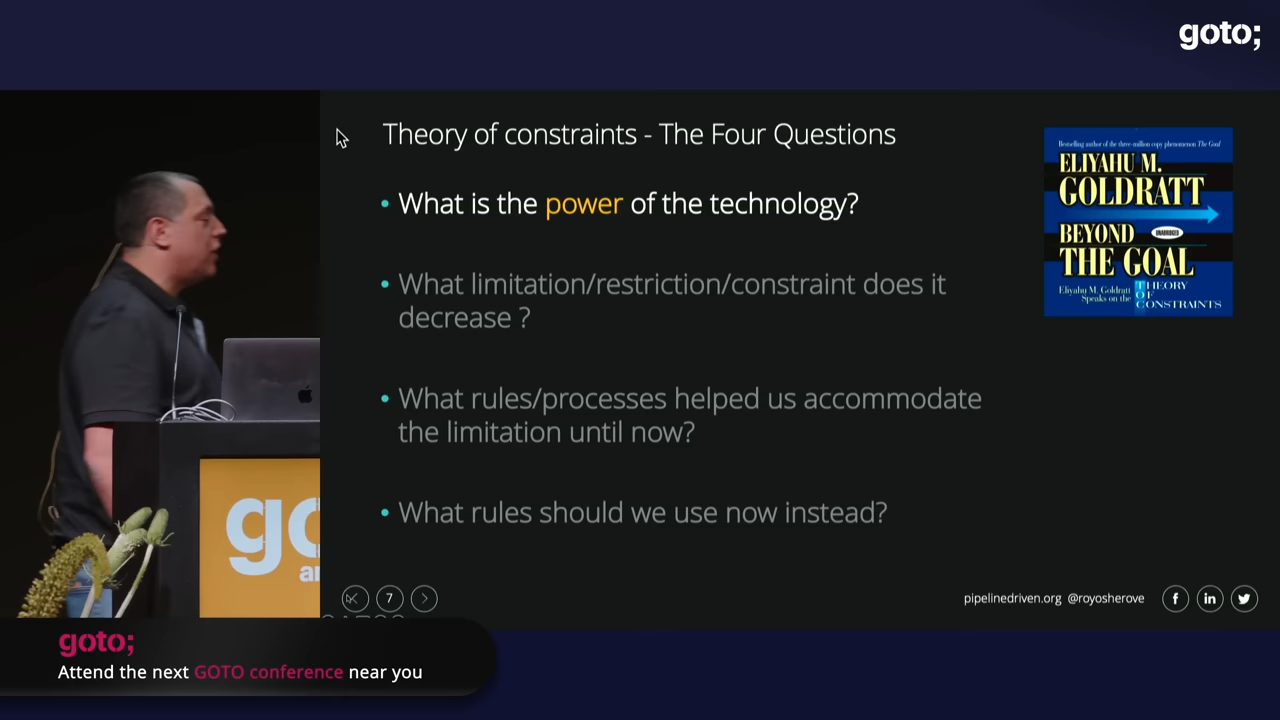 goto;
Theory of constraints - The Four Questions
• What is the power of the technology?
• What limitation/restriction/constraint does it
decrease ?
• What rules/processes helped us accommodate
the limitation until now?
• What rules should we use now instead?
Bestselling author of the three-million copy phenomenon The Goal
ELIYAHU M.
GOLDRATT
BEYOND
UNABRIDGED
THE GOAL
Eliyahu M. Goldratt
Speaks on the
THEORY
OF
CONSTRAINTS
go
7
pipelinedriven.org @royosherove
f
in
goto;
Attend the next GOTO conference near you